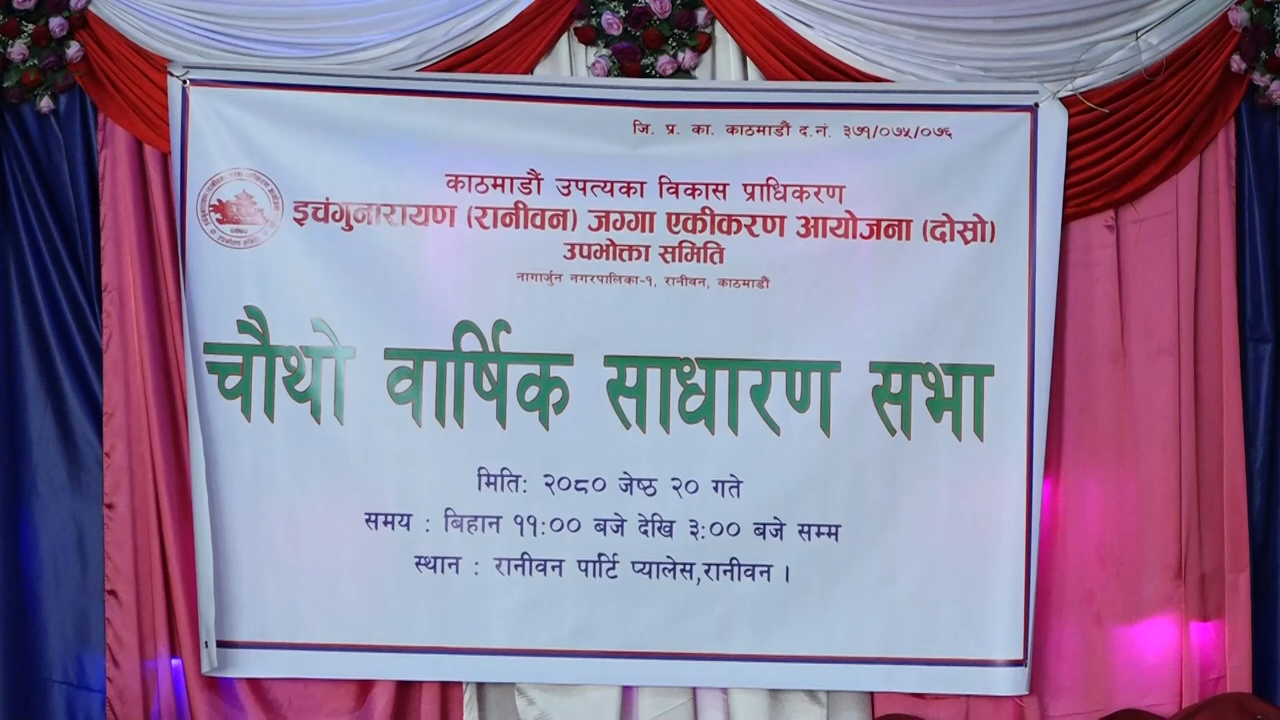 जि. प्र. का. काठमाडौं द.नं. ३७१/०७५/०७६
काठमाडौं उपत्यका विकास प्राधिकरण
इचंगुनारायण (रानीवन) जग्गा एकीकरण आयोजना (दोस्रो)
उपभोक्ता समिति
नागार्जुन नगरपालिका-१, रानीवन, काठमाडौं
चौथो वार्षिक साधारण सभा
मिति: २०८० जेष्ठ २० गते
समय : बिहान ११:०० बजे देखि ३:०० बजे सम्म
स्थान : रानीवन पार्टि प्यालेस,रानीवन ।